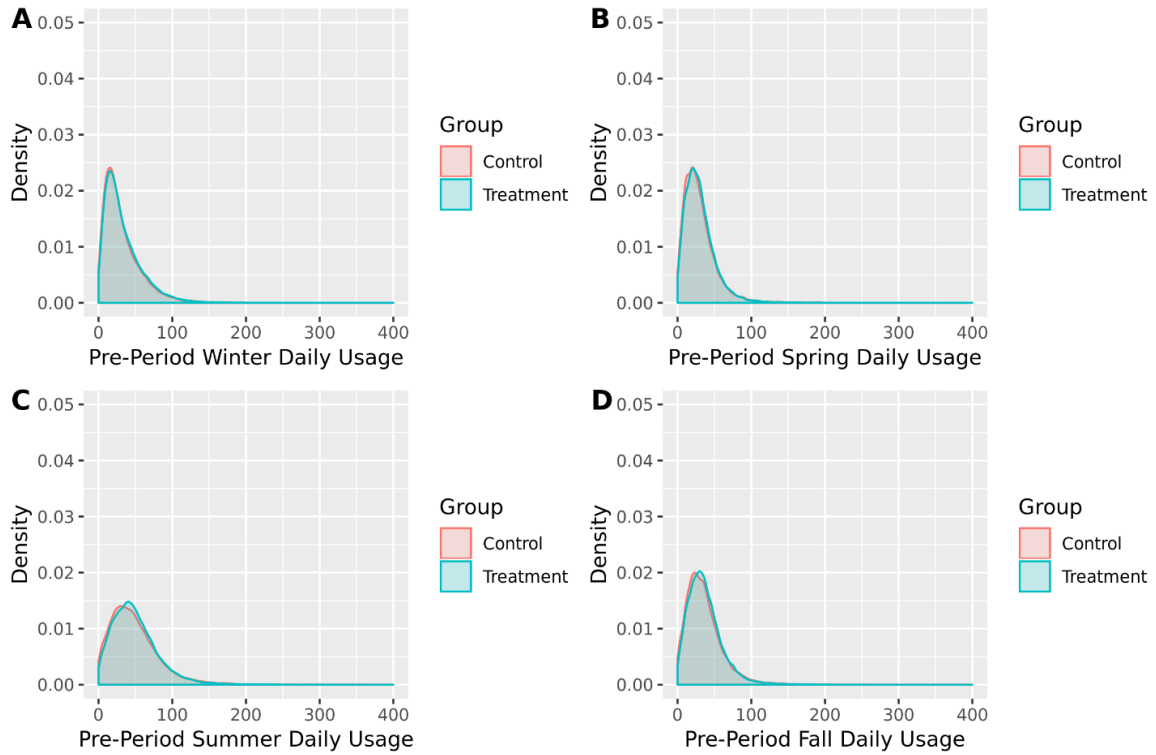 A
0.05
0.04
0.03
0.02
0.01
0.00
Density
0 100 200 300 400
Pre-Period Winter Daily Usage
Group
Control
Treatment
B
0.05
0.04
0.03
0.02
0.01
0.00
Density
0 100 200 300 400
Pre-Period Spring Daily Usage
Group
Control
Treatment
C
0.05
0.04
0.03
0.02
0.01
0.00
Density
0 100 200 300 400
Pre-Period Summer Daily Usage
Group
Control
Treatment
D
0.05
0.04
0.03
0.02
0.01
0.00
Density
0 100 200 300 400
Pre-Period Fall Daily Usage
Group
Control
Treatment